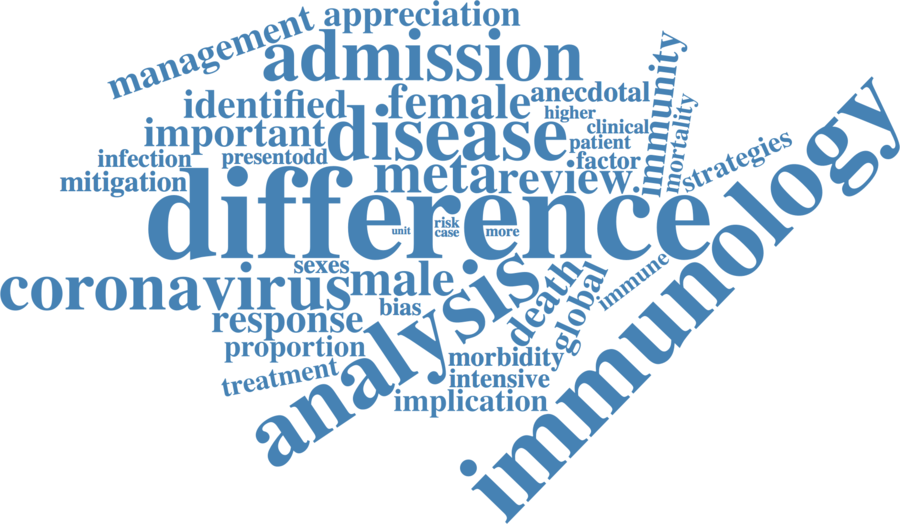 appreciation
management
admission
identified
female
anecdotal
higher
immunity
important
disease
clinical
patient
mortality
infection
presentodd
factor
strategies
mitigation
meta
review
difference
unit
risk
case
more
immunology
sexes
coronavirus
male
analysis
death
global
immune
bias
response
proportion
morbidity
treatment
intensive
implication